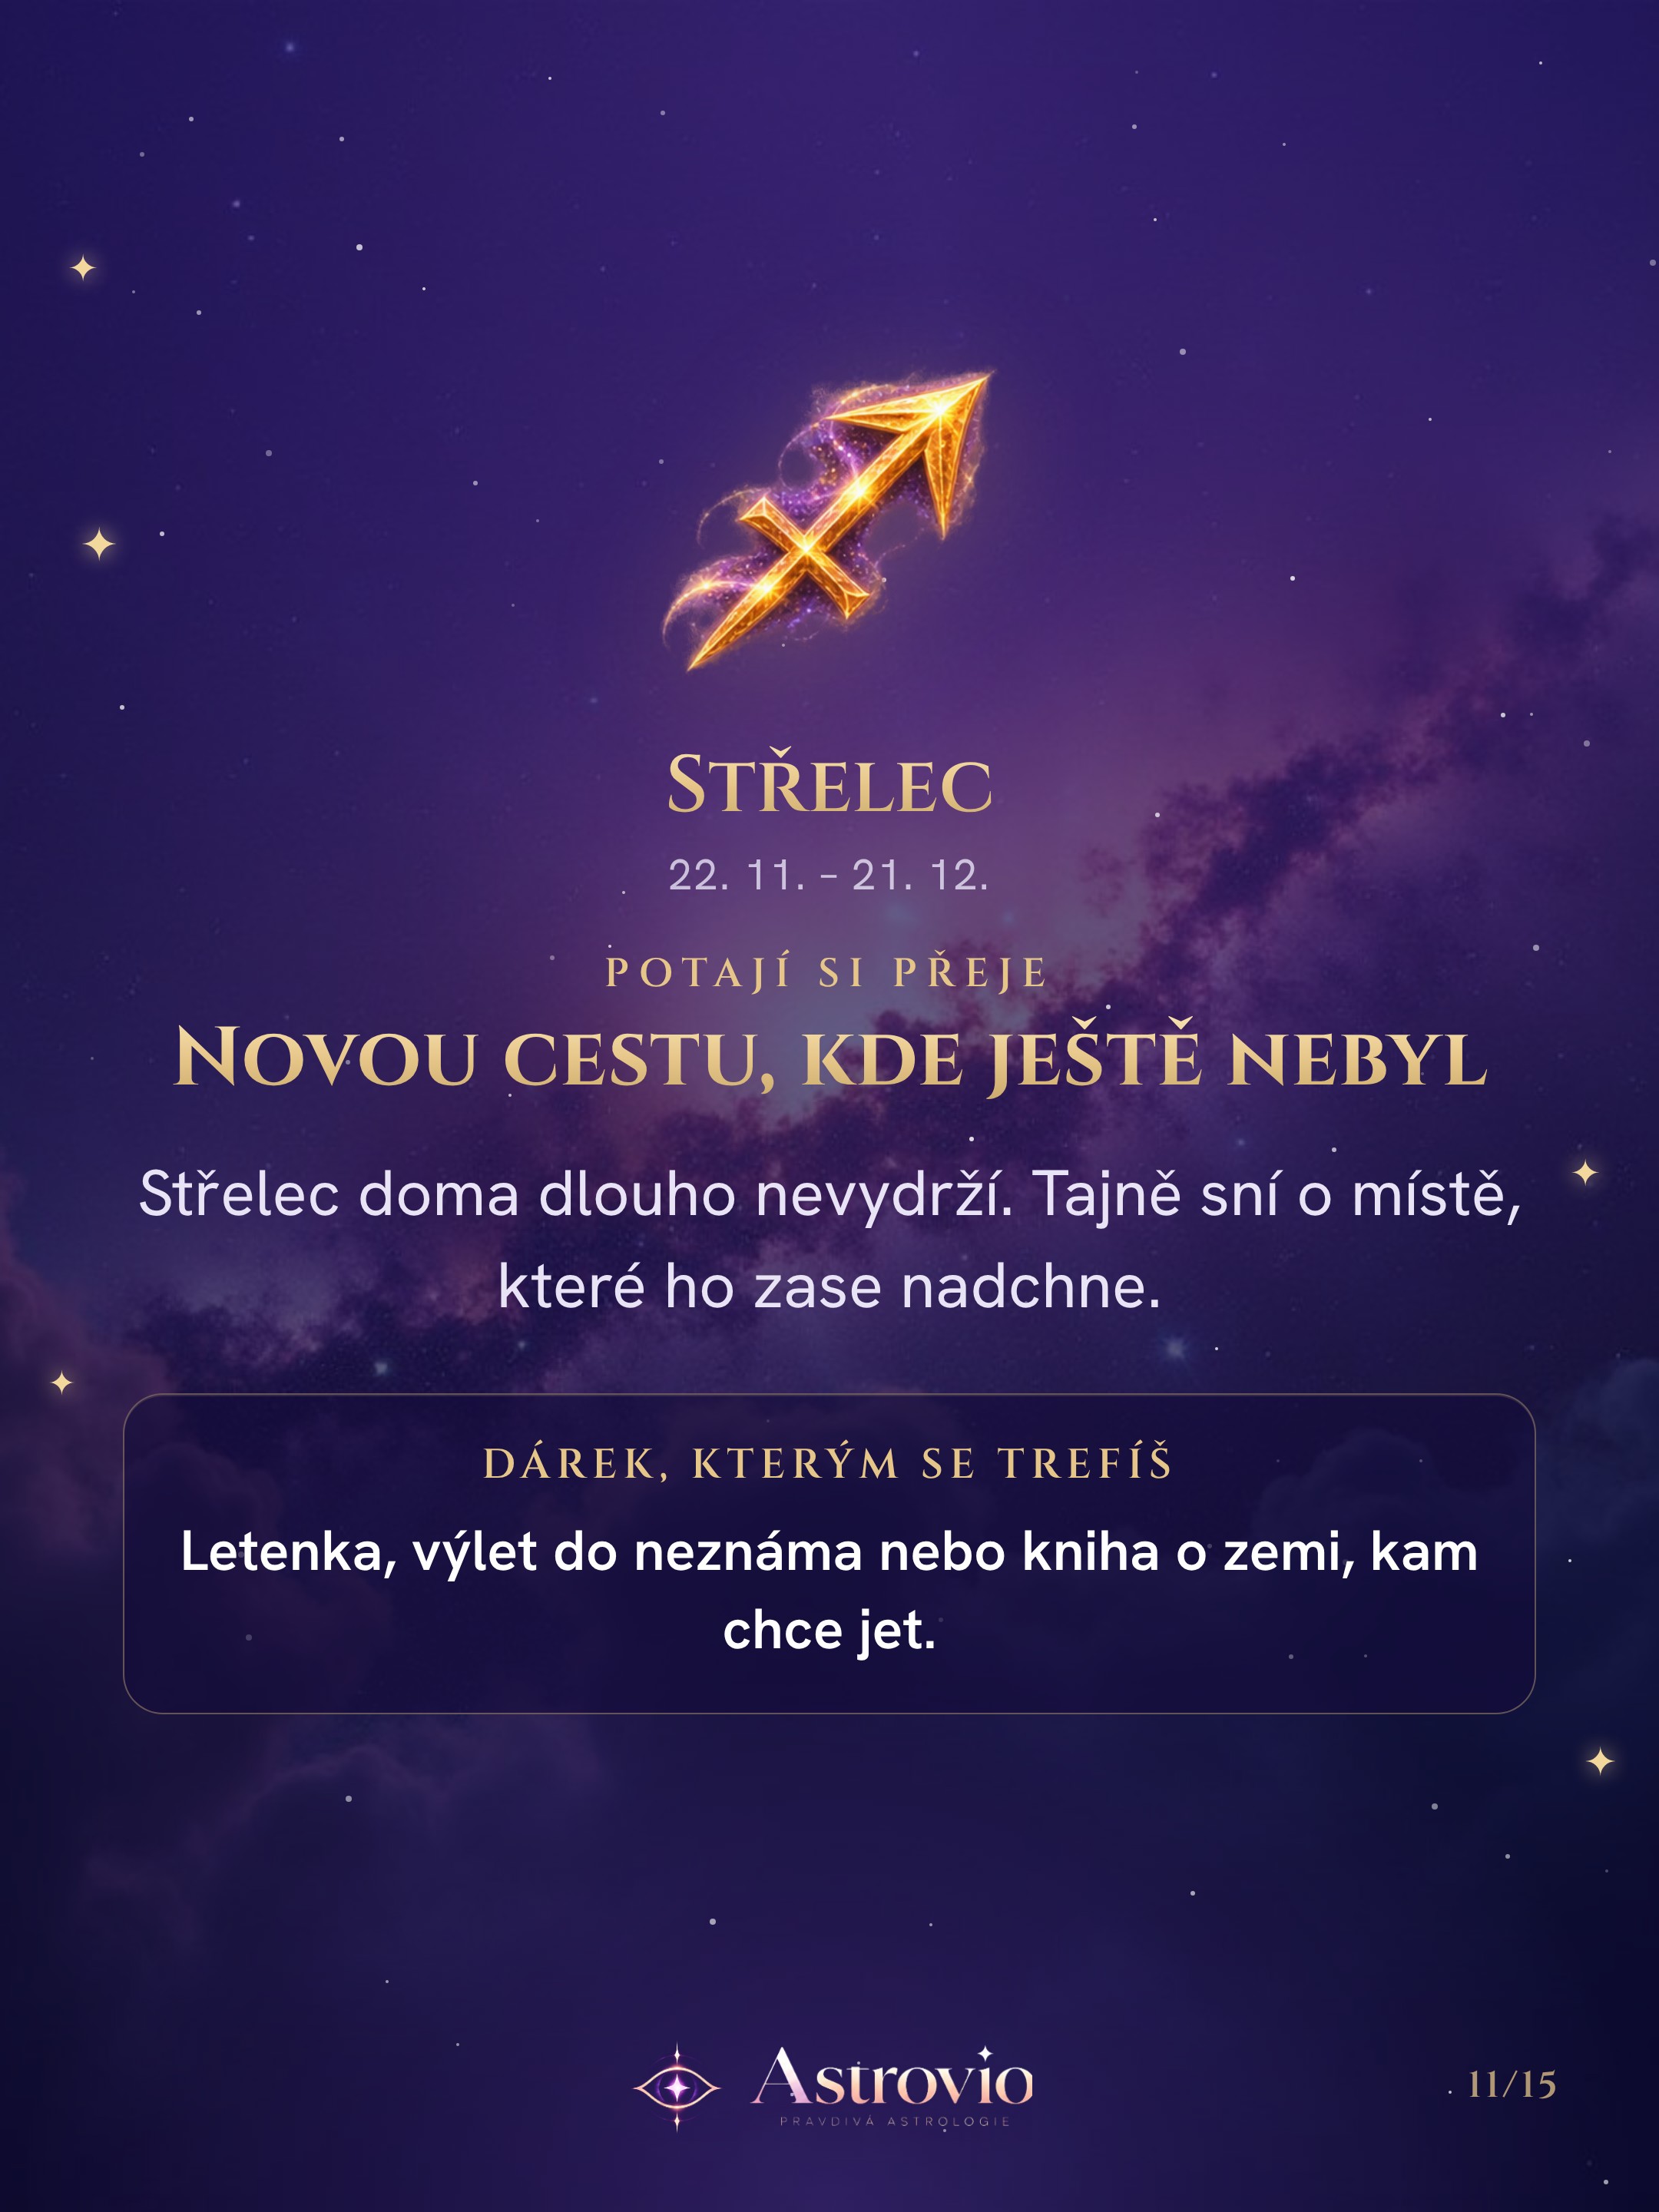 Střelec
22. 11. – 21. 12.
POTAJÍ SI PŘEJE
Novou cestu, kde ještě nebyl
Střelec doma dlouho nevydrží. Tajně sní o místě,
které ho zase nadchne.
DÁREK, KTERÝM SE TREFÍŠ
Letenka, výlet do neznáma nebo kniha o zemi, kam
chce jet.
Astrovio
PRAVDIVÁ ASTROLOGIE
11/15